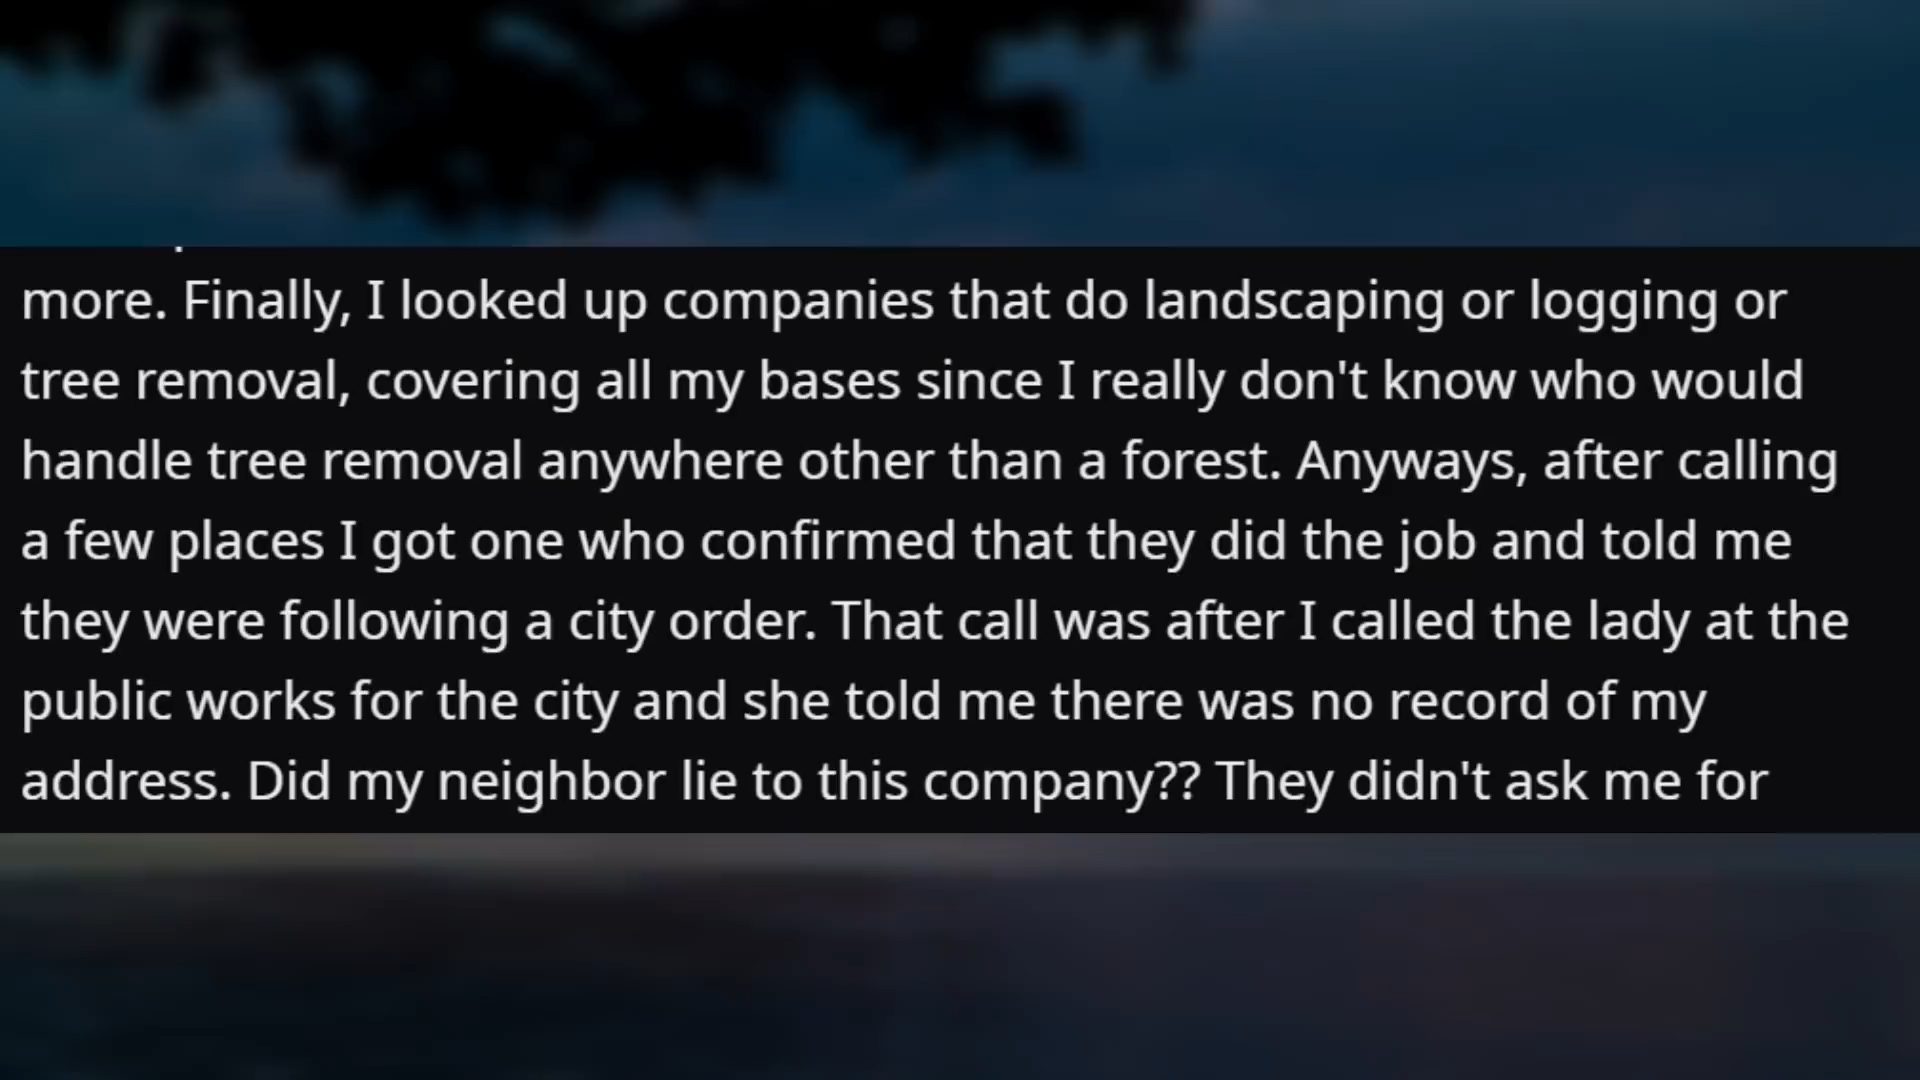 more. Finally, I looked up companies that do landscaping or logging or
tree removal, covering all my bases since I really don't know who would
handle tree removal anywhere other than a forest. Anyways, after calling
a few places I got one who confirmed that they did the job and told me
they were following a city order. That call was after I called the lady at the
public works for the city and she told me there was no record of my
address. Did my neighbor lie to this company?? They didn't ask me for